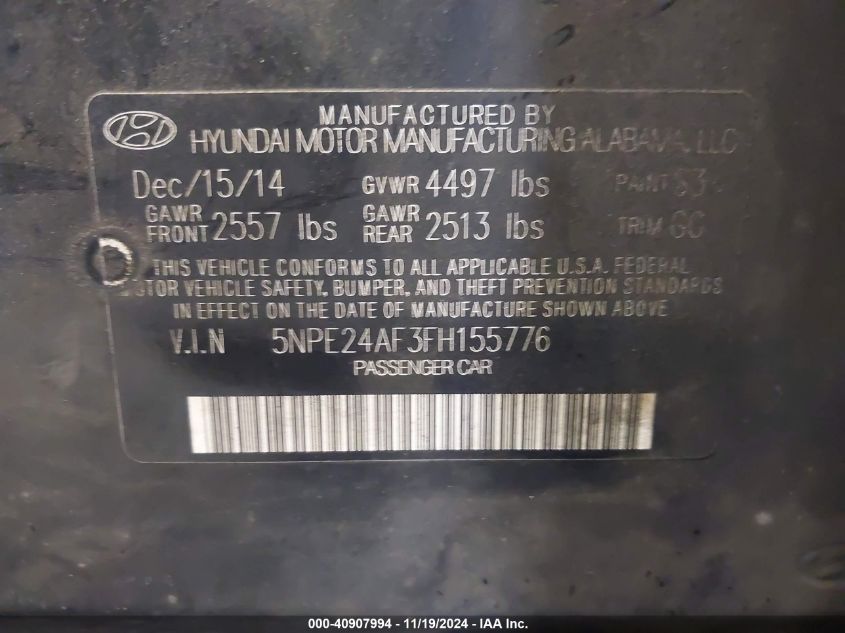 MANUFACTURED BY
HYUNDAI MOTOR MANUFACTURING ALABAMA, LLC
Dec/15/14 GVWR 4497 lbs PAINT S3
GAWR FRONT 2557 lbs GAWR REAR 2513 lbs TRIM GC
THIS VEHICLE CONFORMS TO ALL APPLICABLE U.S.A. FEDERAL
MOTOR VEHICLE SAFETY, BUMPER, AND THEFT PREVENTION STANDARDS
IN EFFECT ON THE DATE OF MANUFACTURE SHOWN ABOVE
V.I.N 5NPE24AF3FH155776
PASSENGER CAR
000-40907994 - 11/19/2024 - IAA Inc.